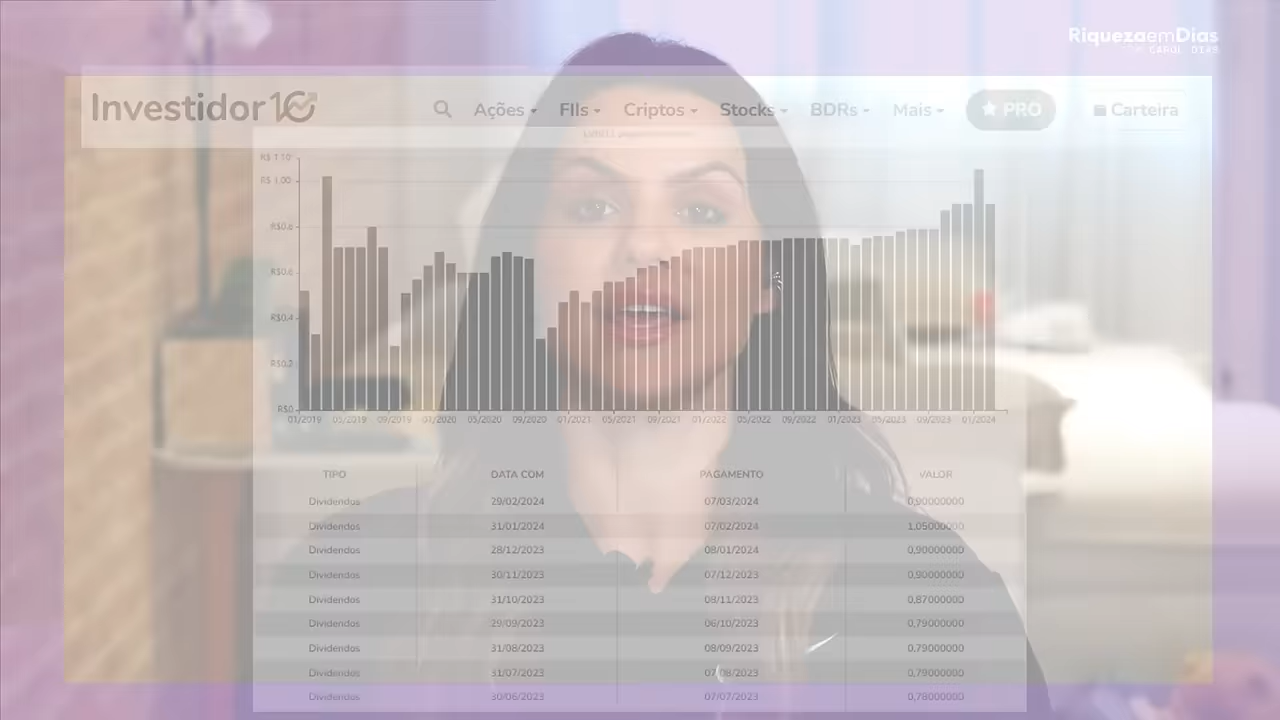 RiquezaemDias
CAROL DIAS
Investidor10
Ações FIIs Criptos Stocks BDRs Mais PRO Carteira
R$ 1.10
R$ 1.00
R$0.8
R$0.6
R$0.4
R$0.2
R$0
01/2019 05/2019 09/2019 01/2020 05/2020 09/2020 01/2021 05/2021 09/2021 01/2022 05/2022 09/2022 01/2023 05/2023 09/2023 01/2024
TIPO DATA COM PAGAMENTO VALOR
Dividendos 29/02/2024 07/03/2024 0,90000000
Dividendos 31/01/2024 07/02/2024 1,05000000
Dividendos 28/12/2023 08/01/2024 0,90000000
Dividendos 30/11/2023 07/12/2023 0,90000000
Dividendos 31/10/2023 08/11/2023 0,87000000
Dividendos 29/09/2023 06/10/2023 0,79000000
Dividendos 31/08/2023 08/09/2023 0,79000000
Dividendos 31/07/2023 07/08/2023 0,79000000
Dividendos 30/06/2023 07/07/2023 0,78000000